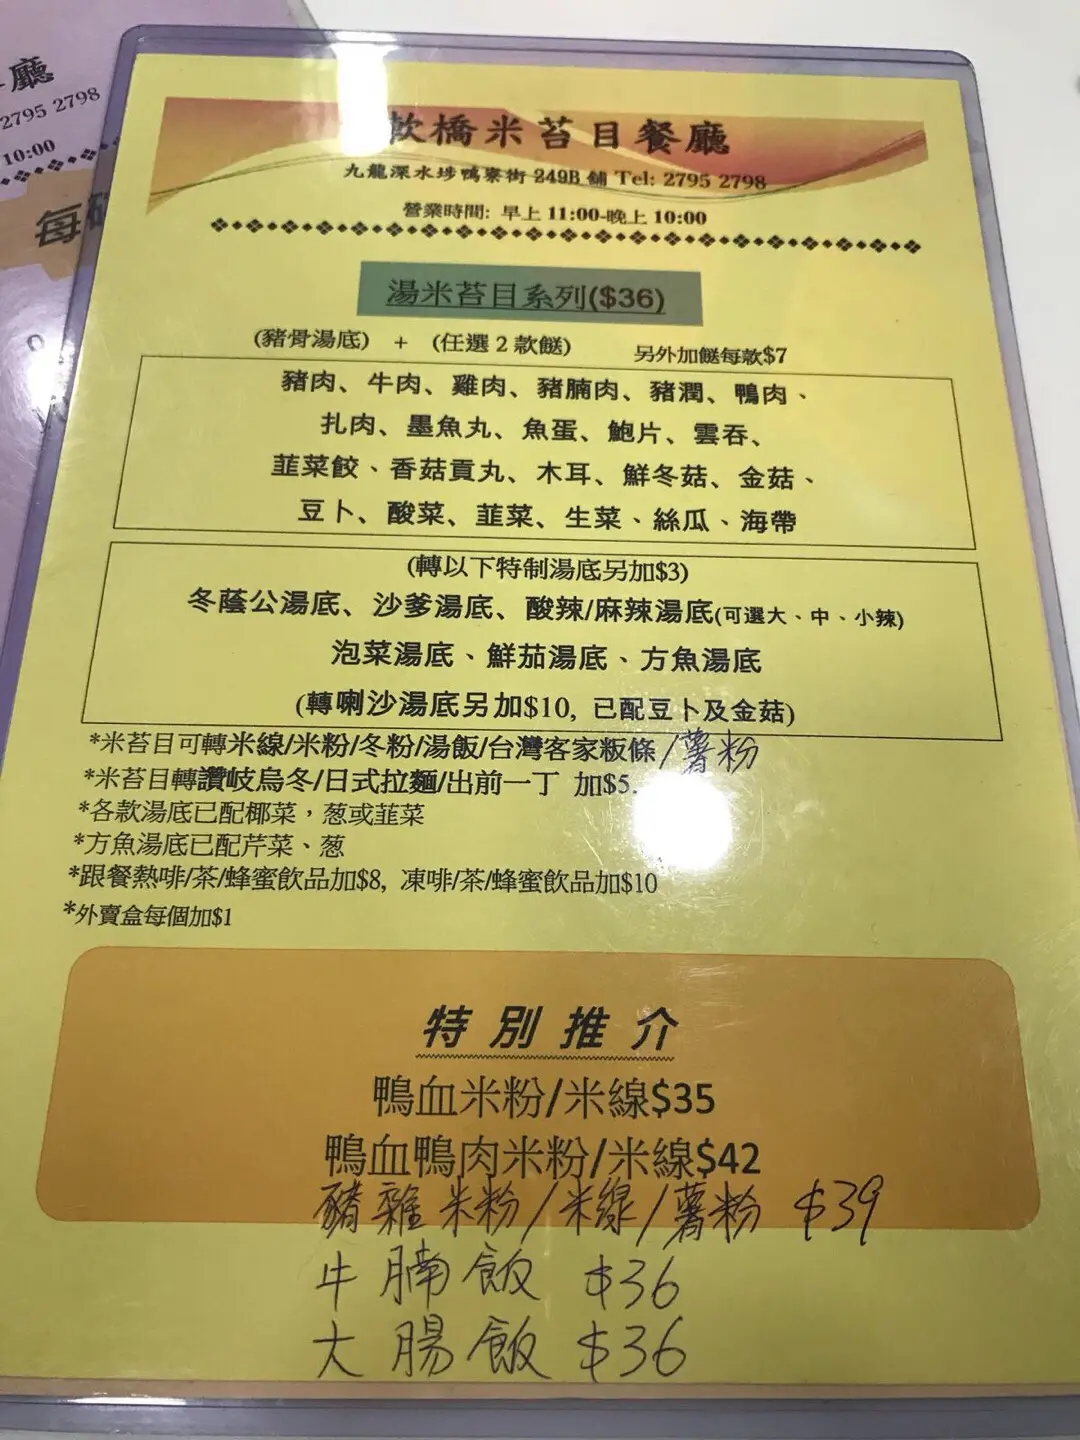 廳
2795 2798
10:00
每
軟橋米苔目餐廳
九龍深水埗鴨寮街 249B 舖 Tel: 2795 2798
營業時間: 早上 11:00-晚上 10:00
湯米苔目系列($36)
(豬骨湯底) + (任選 2 款餸) 另外加餸每款$7
豬肉、牛肉、雞肉、豬腩肉、豬潤、鴨肉、
扎肉、墨魚丸、魚蛋、鮑片、雲吞、
韮菜餃、香菇貢丸、木耳、鮮冬菇、金菇、
豆卜、酸菜、韮菜、生菜、絲瓜、海帶
(轉以下特制湯底另加$3)
冬蔭公湯底、沙爹湯底、酸辣/麻辣湯底(可選大、中、小辣)
泡菜湯底、鮮茄湯底、方魚湯底
(轉喇沙湯底另加$10, 已配豆卜及金菇)
*米苔目可轉米線/米粉/冬粉/湯飯/台灣客家粄條/薯粉
*米苔目轉讚岐烏冬/日式拉麵/出前一丁 加$5.
*各款湯底已配椰菜，葱或韮菜
*方魚湯底已配芹菜、葱
*跟餐熱啡/茶/蜂蜜飲品加$8, 凍啡/茶/蜂蜜飲品加$10
*外賣盒每個加$1
特別推介
鴨血米粉/米線$35
鴨血鴨肉米粉/米線$42
豬雜米粉/米線/薯粉 $39
牛腩飯 $36
大腸飯 $36